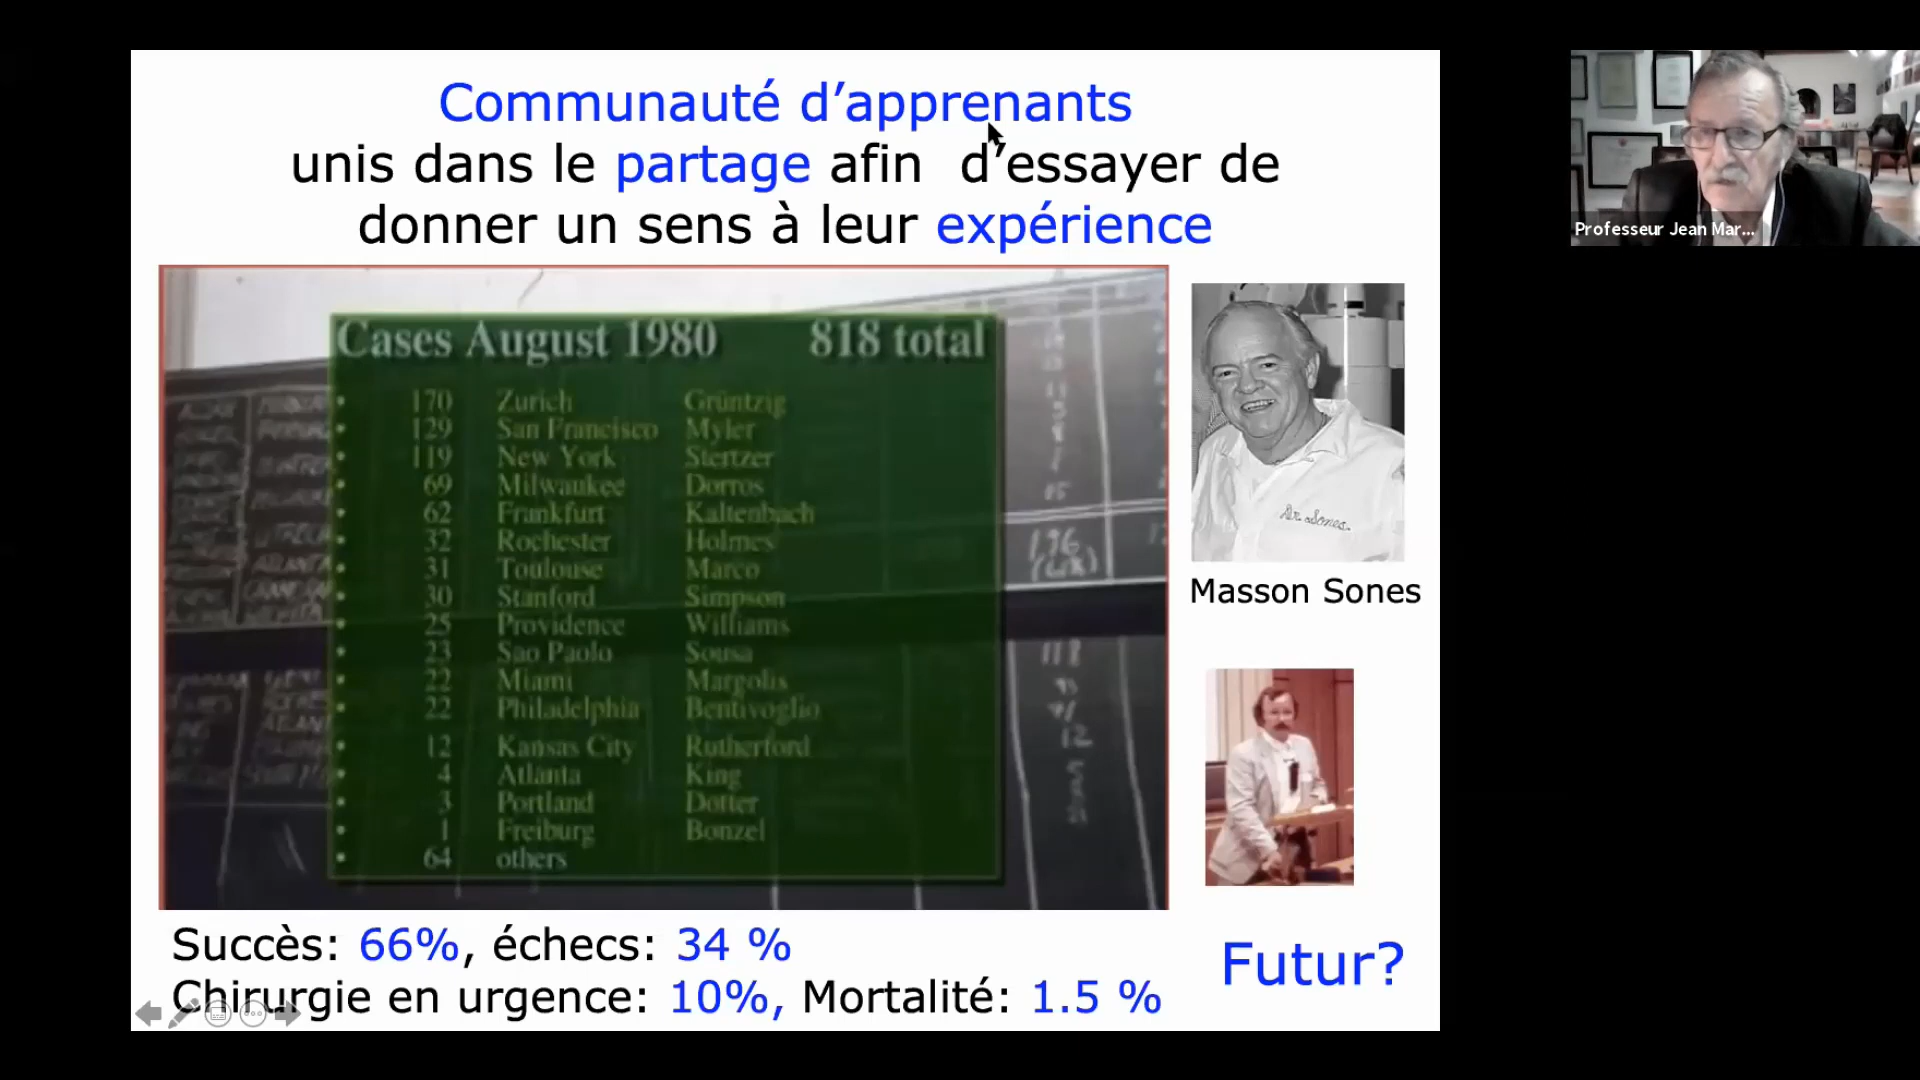 Communauté d’apprenants
unis dans le partage afin d’essayer de
donner un sens à leur expérience
Professeur Jean Mar...
Cases August 1980 818 total
• 170 Zurich Grüntzig
• 129 San Francisco Myler
• 119 New York Stertzer
• 69 Milwaukee Dorros
• 62 Frankfurt Kaltenbach
• 32 Rochester Holmes
• 31 Toulouse Marco
• 30 Stanford Simpson
• 25 Providence Williams
• 23 Sao Paolo Sousa
• 22 Miami Margolis
• 22 Philadelphia Bentivoglio
• 12 Kansas City Rutherford
• 4 Atlanta King
• 3 Portland Dotter
• 1 Freiburg Bonzel
• 64 others
196
118
12
Dr. Sones
Masson Sones
Succès: 66%, échecs: 34 %
Chirurgie en urgence: 10%, Mortalité: 1.5 %
Futur?